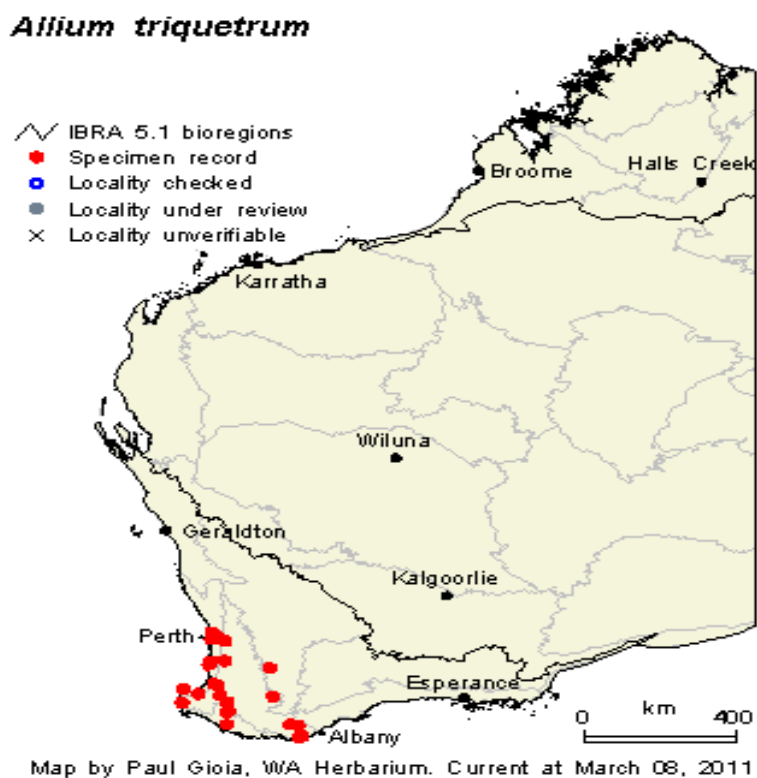 Allium triquetrum
IBRA 5.1 bioregions
Specimen record
Locality checked
Locality under review
Locality unverifiable
Broome
Halls Creek
Karratha
Wiluna
Geraldton
Kalgoorlie
Perth
Esperance
Albany
km
0 400
Map by Paul Gioia, WA Herbarium. Current at March 08, 2011